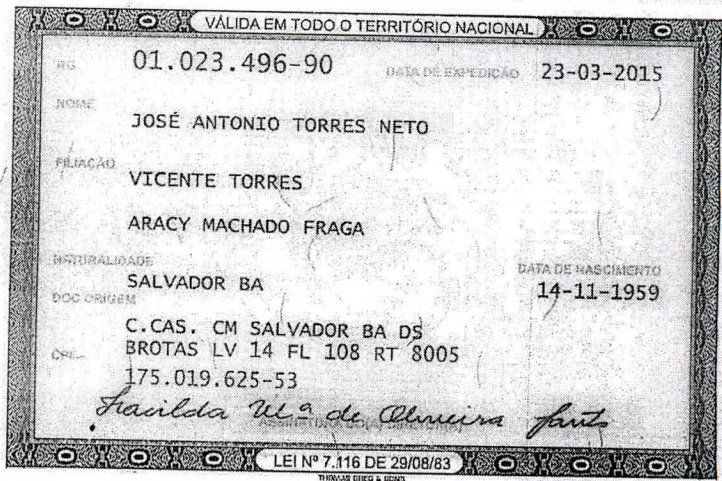 VÁLIDA EM TODO O TERRITÓRIO NACIONAL
RG 01.023.496-90 DATA DE EXPEDIÇÃO 23-03-2015
NOME
JOSÉ ANTONIO TORRES NETO
FILIAÇÃO
VICENTE TORRES
ARACY MACHADO FRAGA
NATURALIDADE DATA DE NASCIMENTO
SALVADOR BA 14-11-1959
DOC ORIGEM
C.CAS. CM SALVADOR BA DS
BROTAS LV 14 FL 108 RT 8005
CPF
175.019.625-53
Mª de Oliveira
LEI Nº 7.116 DE 29/08/83
THOMAS GREG & SONS